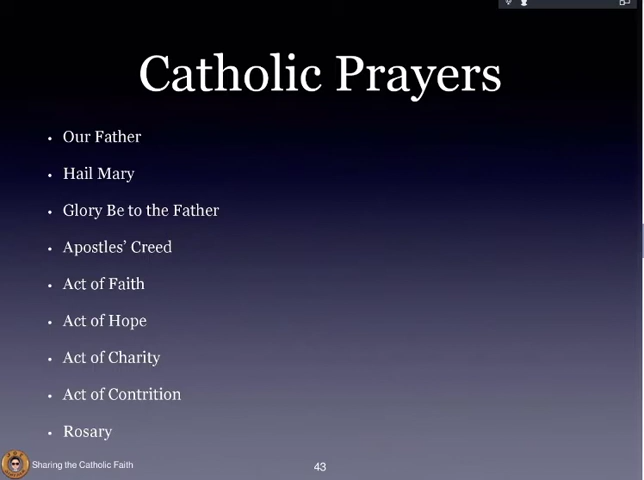 Catholic Prayers
• Our Father
• Hail Mary
• Glory Be to the Father
• Apostles’ Creed
• Act of Faith
• Act of Hope
• Act of Charity
• Act of Contrition
• Rosary
Sharing the Catholic Faith
43